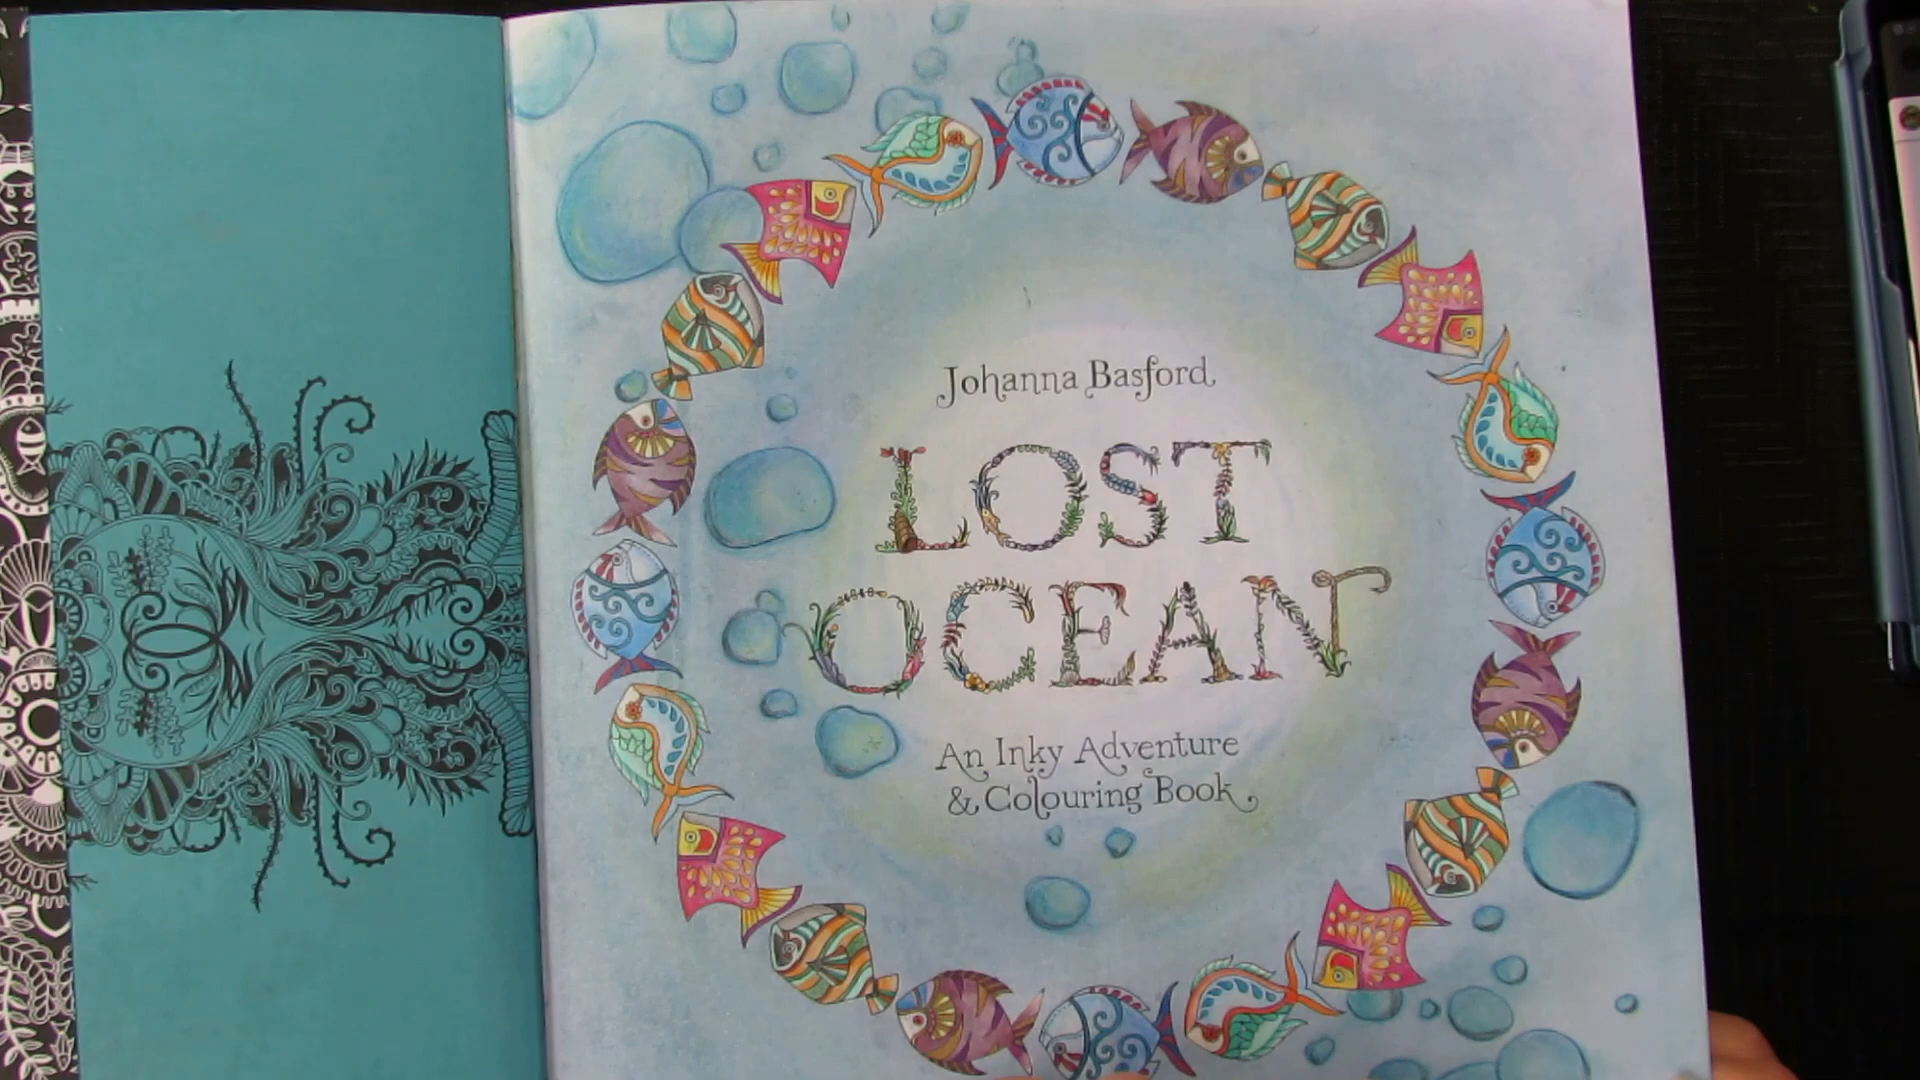 Johanna Basford
LOST
OCEAN
An Inky Adventure
& Colouring Book